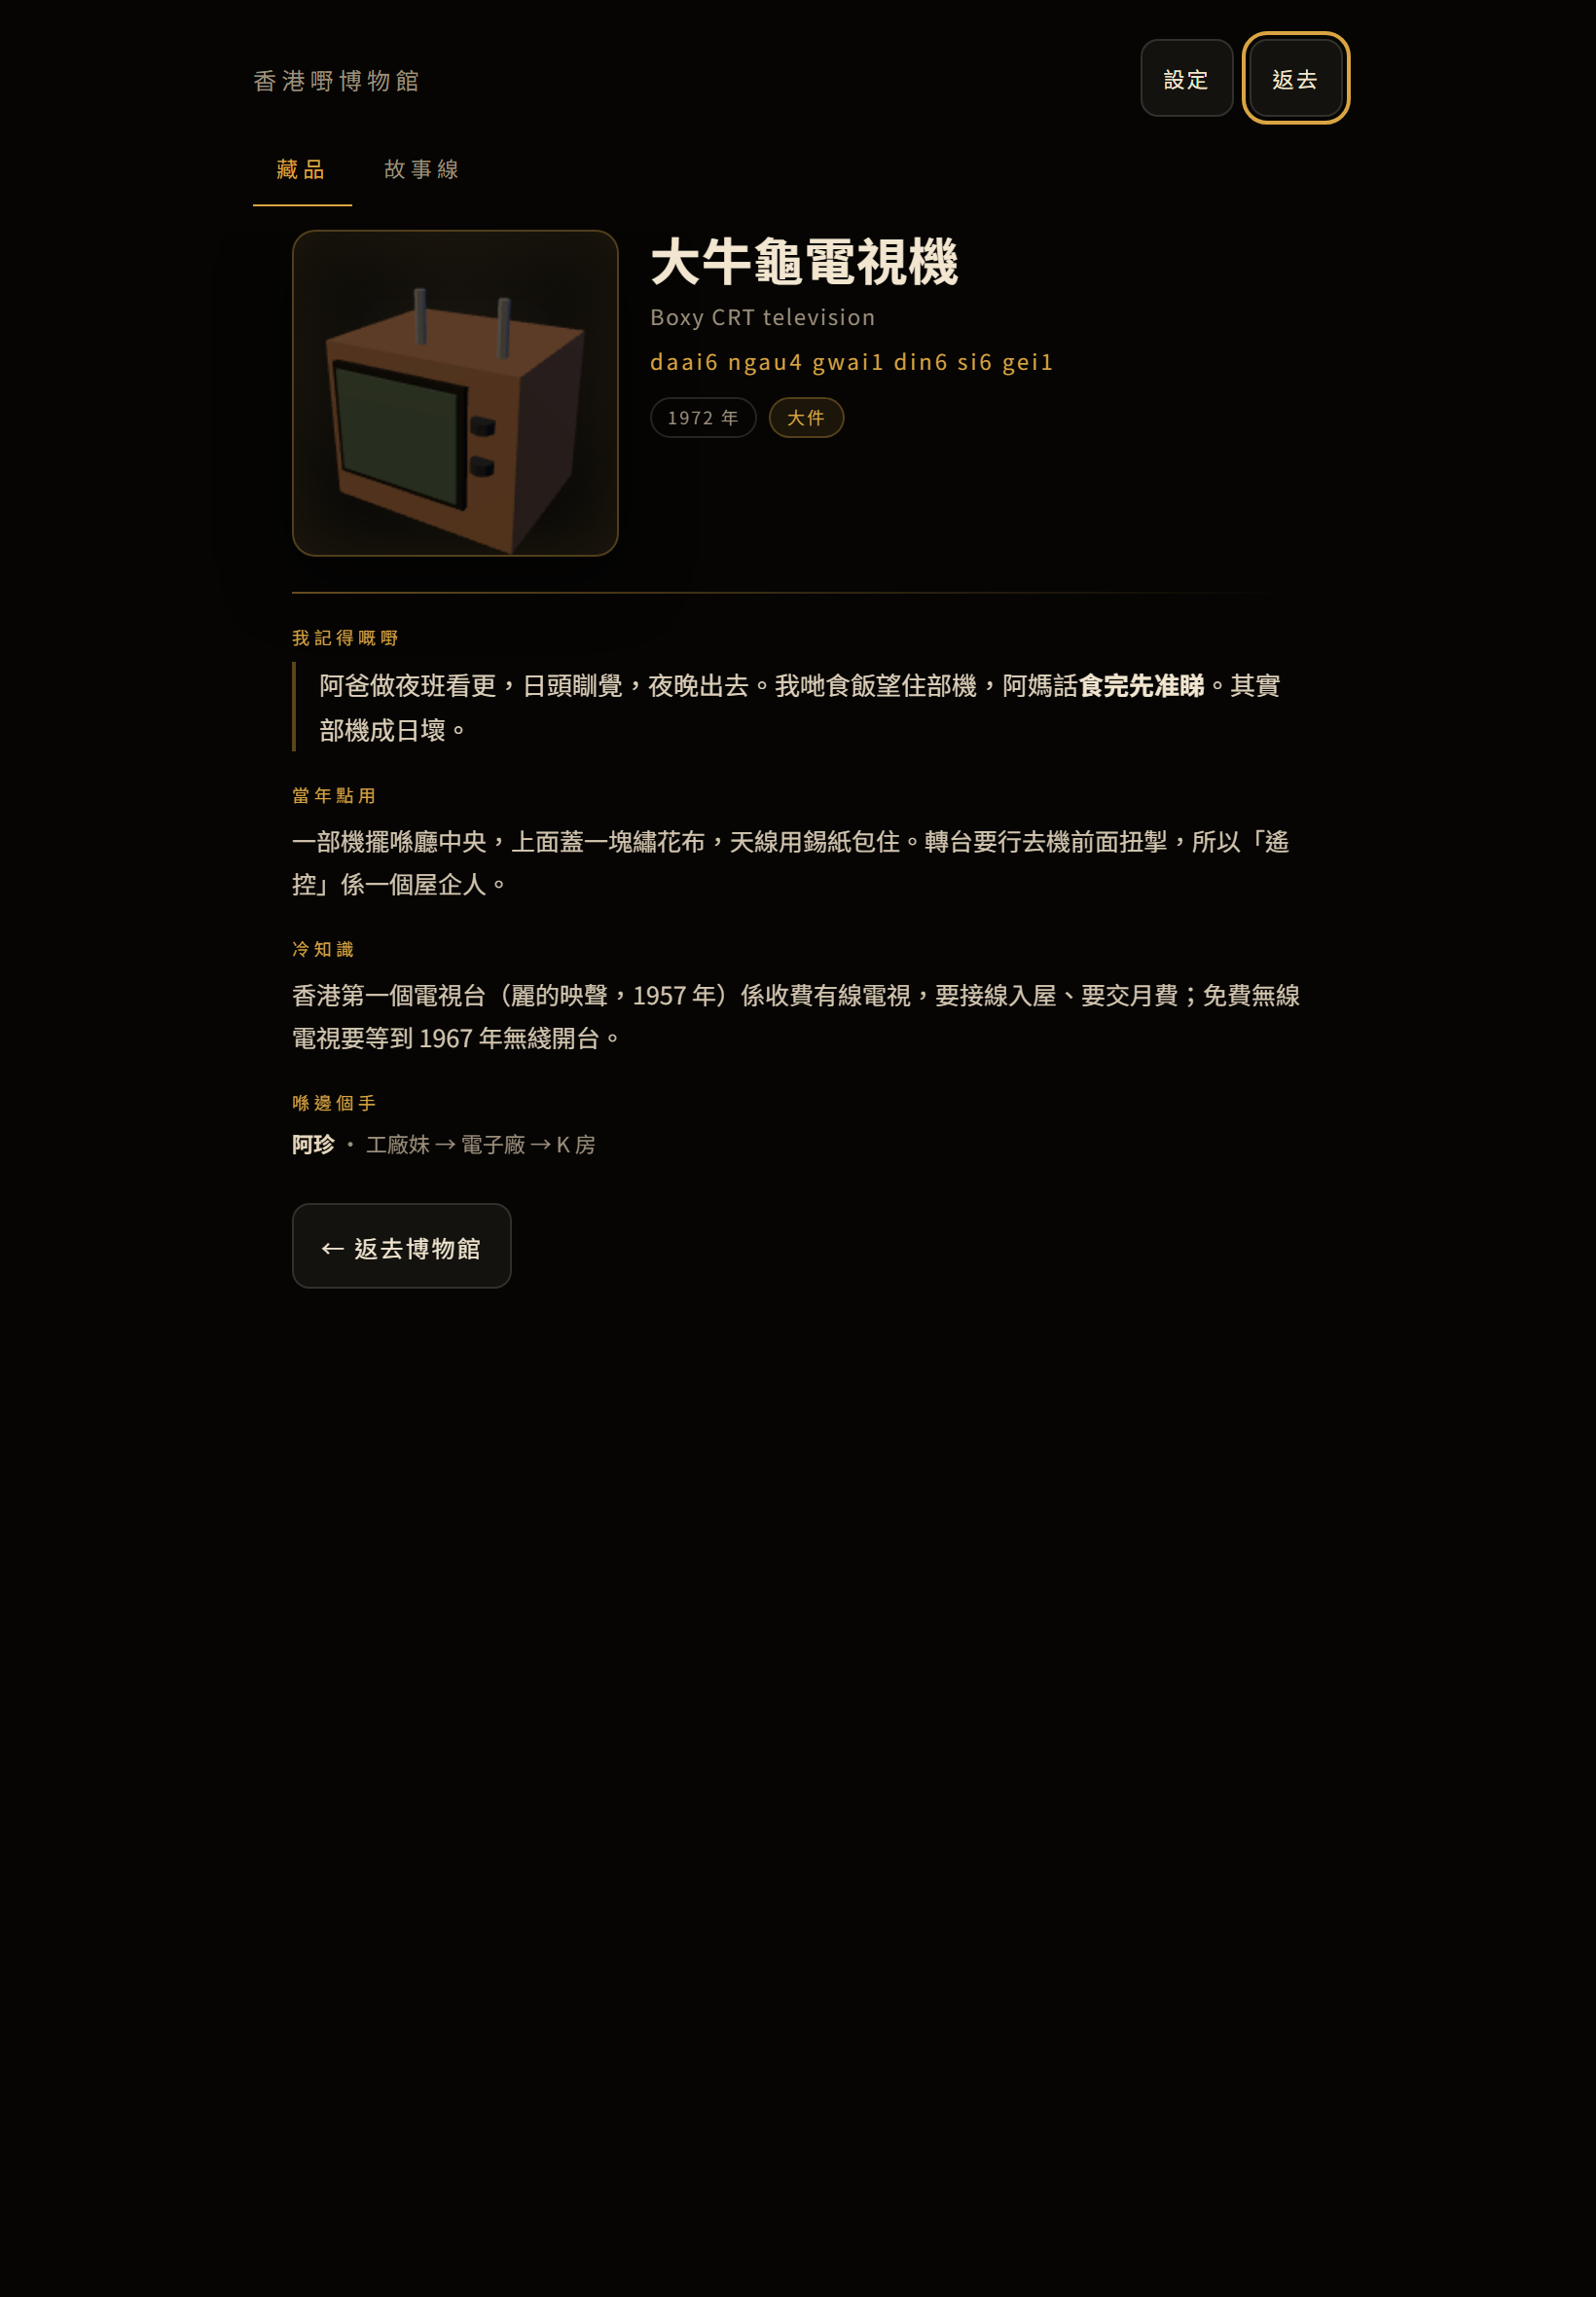 香港嘢博物館
設定
返去
藏品
故事線
大牛龜電視機
Boxy CRT television
daai6 ngau4 gwai1 din6 si6 gei1
1972 年
大件
我記得嘅嘢
阿爸做夜班看更，日頭瞓覺，夜晚出去。我哋食飯望住部機，阿媽話食完先准睇。其實
部機成日壞。
當年點用
一部機擺喺廳中央，上面蓋一塊繡花布，天線用錫紙包住。轉台要行去機前面扭掣，所以「遙
控」係一個屋企人。
冷知識
香港第一個電視台（麗的映聲，1957 年）係收費有線電視，要接線入屋、要交月費；免費無線
電視要等到 1967 年無綫開台。
喺邊個手
阿珍 · 工廠妹 → 電子廠 → K 房
← 返去博物館